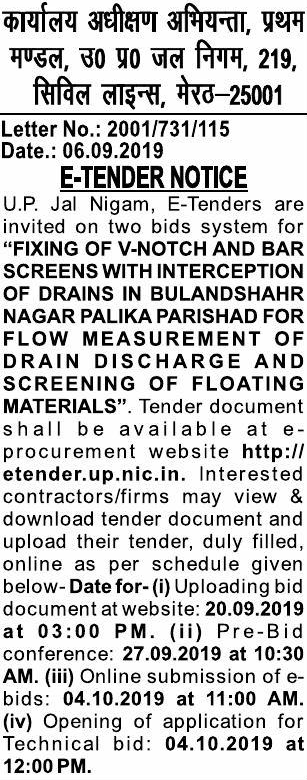 कार्यालय अधीक्षण अभियन्ता, प्रथम
मण्डल, उ0 प्र0 जल निगम, 219,
सिविल लाइन्स, मेरठ–25001
Letter No.: 2001/731/115
Date.: 06.09.2019
E-TENDER NOTICE
U.P. Jal Nigam, E-Tenders are
invited on two bids system for
“FIXING OF V-NOTCH AND BAR
SCREENS WITH INTERCEPTION
OF DRAINS IN BULANDSHAHR
NAGAR PALIKA PARISHAD FOR
FLOW MEASUREMENT OF
DRAIN DISCHARGE AND
SCREENING OF FLOATING
MATERIALS”. Tender document
shall be available at e-
procurement website http://
etender.up.nic.in. Interested
contractors/firms may view &
download tender document and
upload their tender, duly filled,
online as per schedule given
below- Date for- (i) Uploading bid
document at website: 20.09.2019
at 03:00 PM. (ii) Pre-Bid
conference: 27.09.2019 at 10:30
AM. (iii) Online submission of e-
bids: 04.10.2019 at 11:00 AM.
(iv) Opening of application for
Technical bid: 04.10.2019 at
12:00 PM.